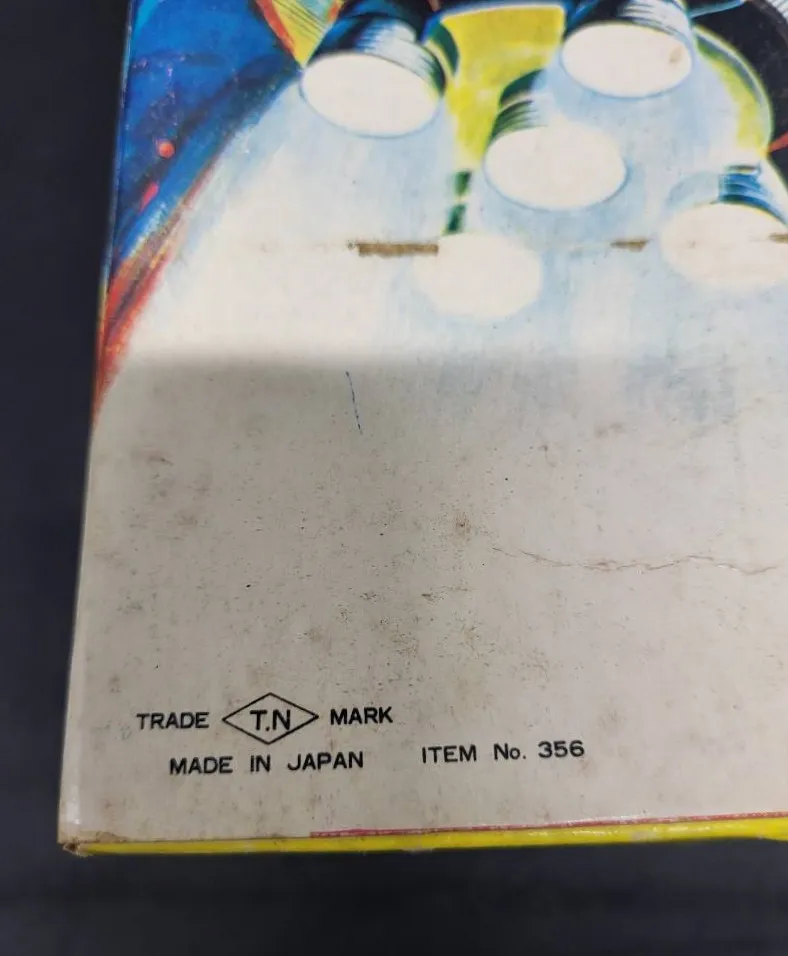 TRADE T.N MARK
MADE IN JAPAN ITEM No. 356